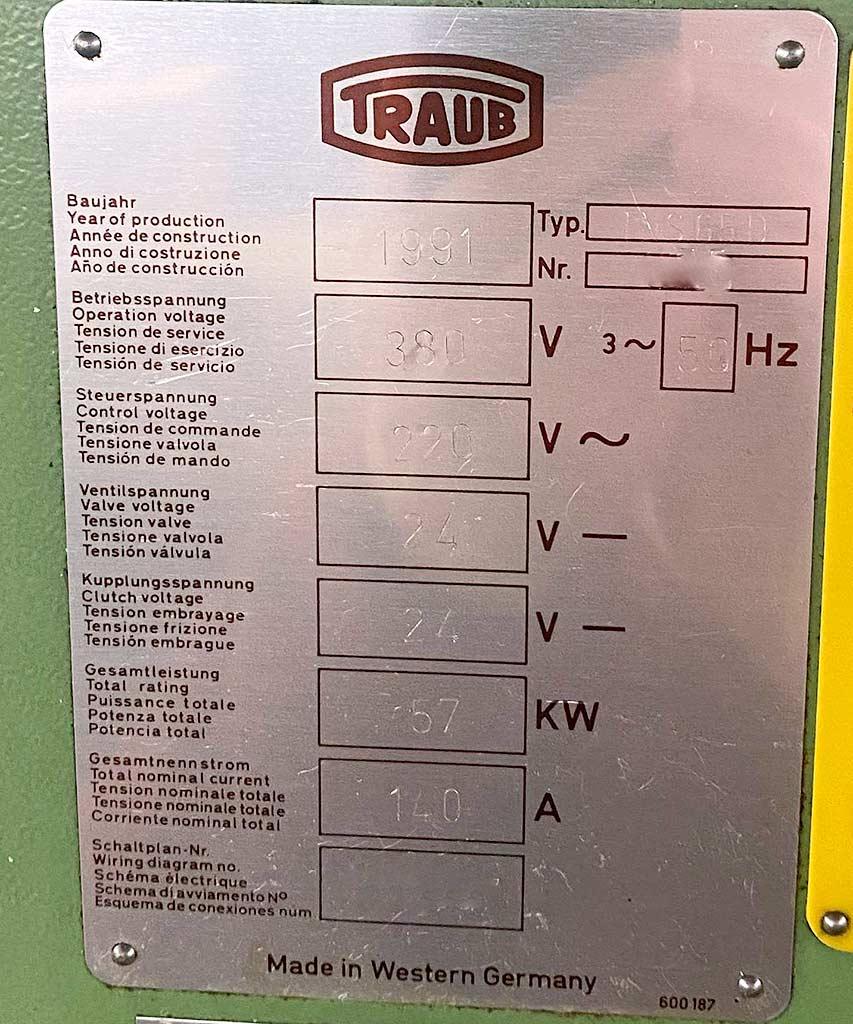 TRAUB
Baujahr
Year of production
Année de construction
Anno di costruzione
Año de construcción
1991
Typ.
Nr.
Betriebsspannung
Operation voltage
Tension de service
Tensione di esercizio
Tensión de servicio
380 V 3~ 50 Hz
Steuerspannung
Control voltage
Tension de commande
Tensione valvola
Tensión de mando
220 V ~
Ventilspannung
Valve voltage
Tension valve
Tensione valvola
Tensión válvula
24 V —
Kupplungsspannung
Clutch voltage
Tension embrayage
Tensione frizione
Tensión embrague
24 V —
Gesamtleistung
Total rating
Puissance totale
Potenza totale
Potencia total
57 KW
Gesamtnennstrom
Total nominal current
Tension nominale totale
Tensione nominale totale
Corriente nominal total
140 A
Schaltplan-Nr.
Wiring diagram no.
Schéma électrique
Schema di avviamento Nº
Esquema de conexiones núm
Made in Western Germany
600187